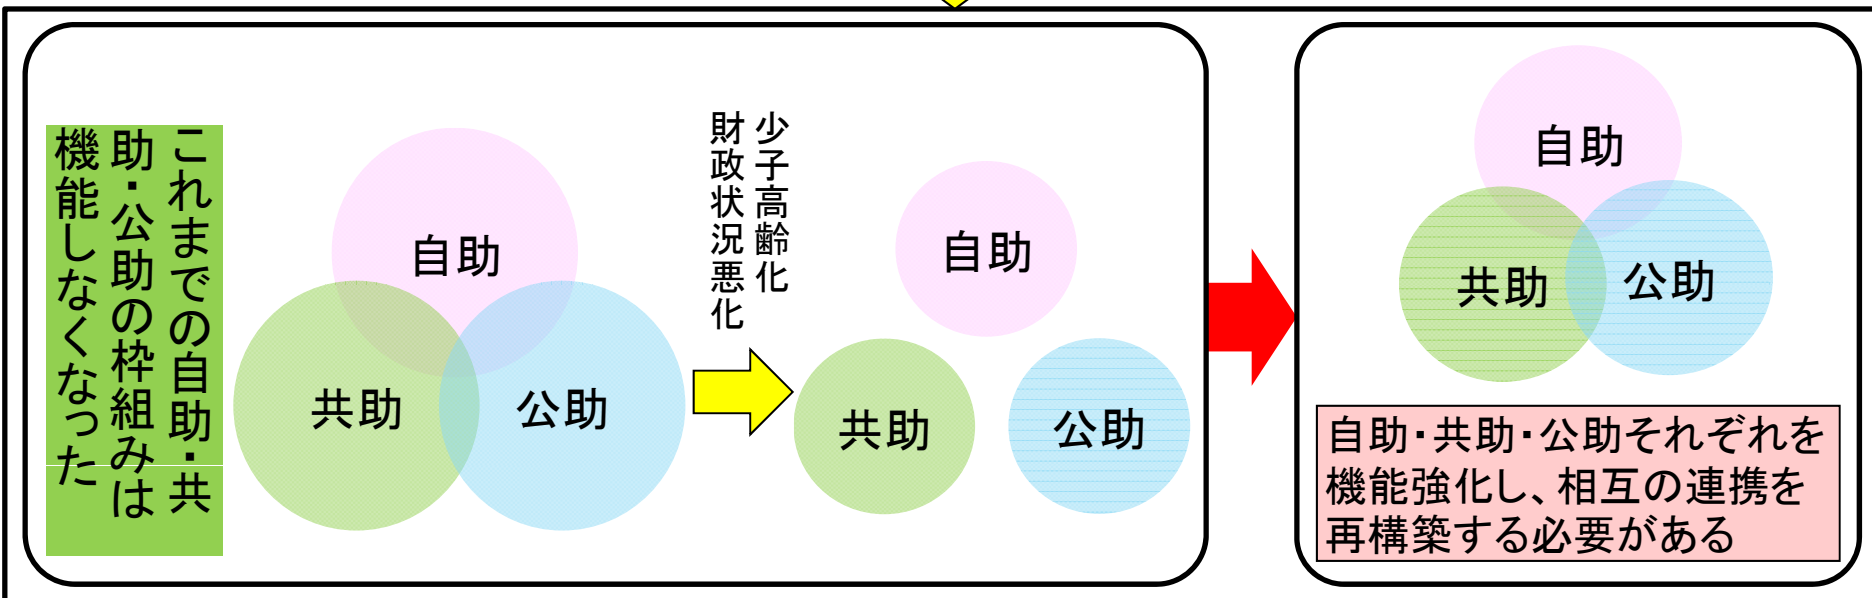 これまでの自助・共
助・公助の枠組みは
機能しなくなった
自助
共助
公助
少子高齢化
財政状況悪化
自助
共助
公助
自助
共助
公助
自助・共助・公助それぞれを
機能強化し、相互の連携を
再構築する必要がある